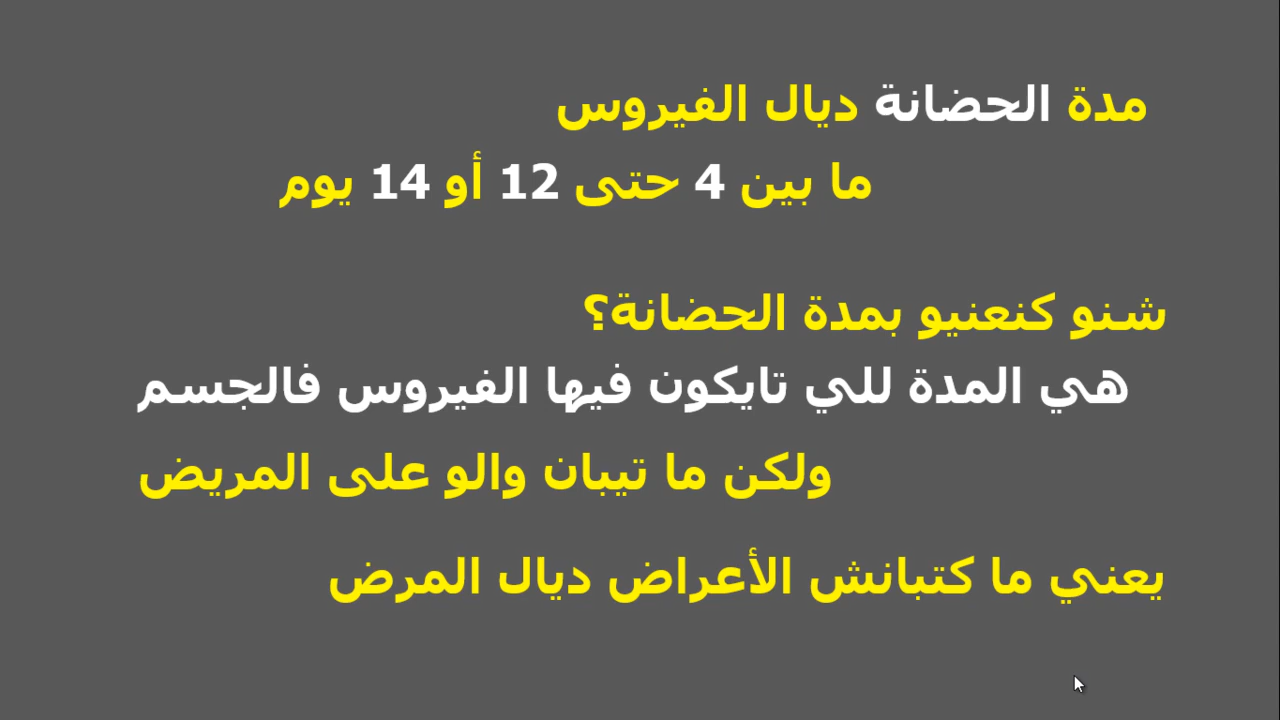 مدة الحضانة ديال الفيروس
ما بين 4 حتى 12 أو 14 يوم
شنو كنعنيو بمدة الحضانة؟
هي المدة للي تايكون فيها الفيروس فالجسم
ولكن ما تيبان والو على المريض
يعني ما كتبانش الأعراض ديال المرض